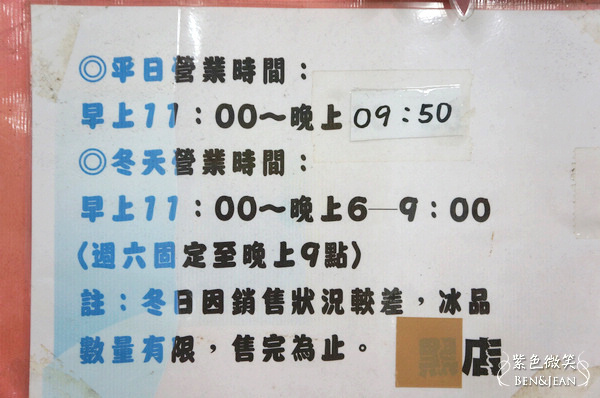 ◎平日營業時間：
早上11：00～晚上09:50
◎冬天營業時間：
早上11：00～晚上6─9：00
(週六固定至晚上9點)
註：冬日因銷售狀況較差，冰品
數量有限，售完為止。
店
紫色微笑
BEN&JEAN